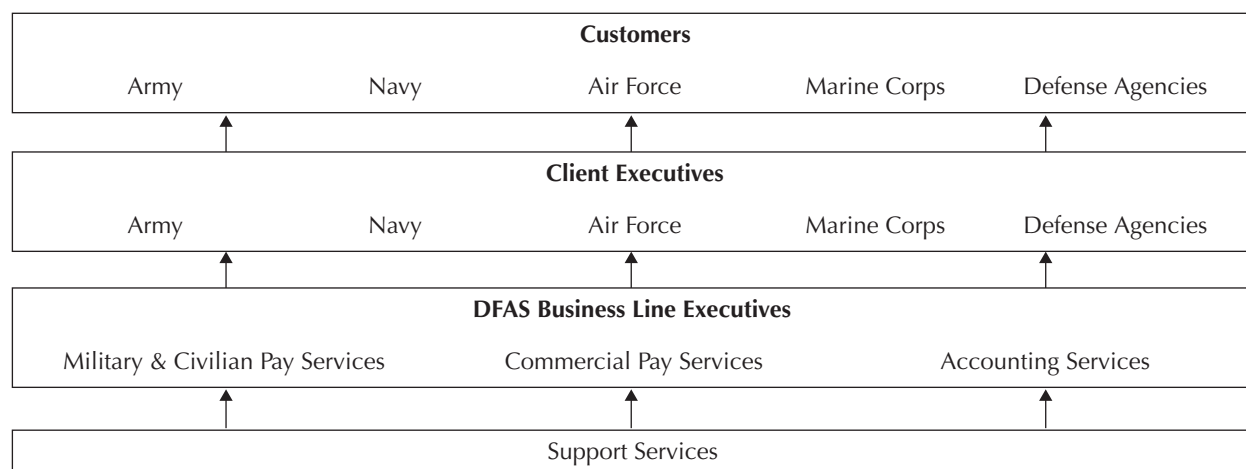 Customers
Army Navy Air Force Marine Corps Defense Agencies
Client Executives
Army Navy Air Force Marine Corps Defense Agencies
DFAS Business Line Executives
Military & Civilian Pay Services Commercial Pay Services Accounting Services
Support Services